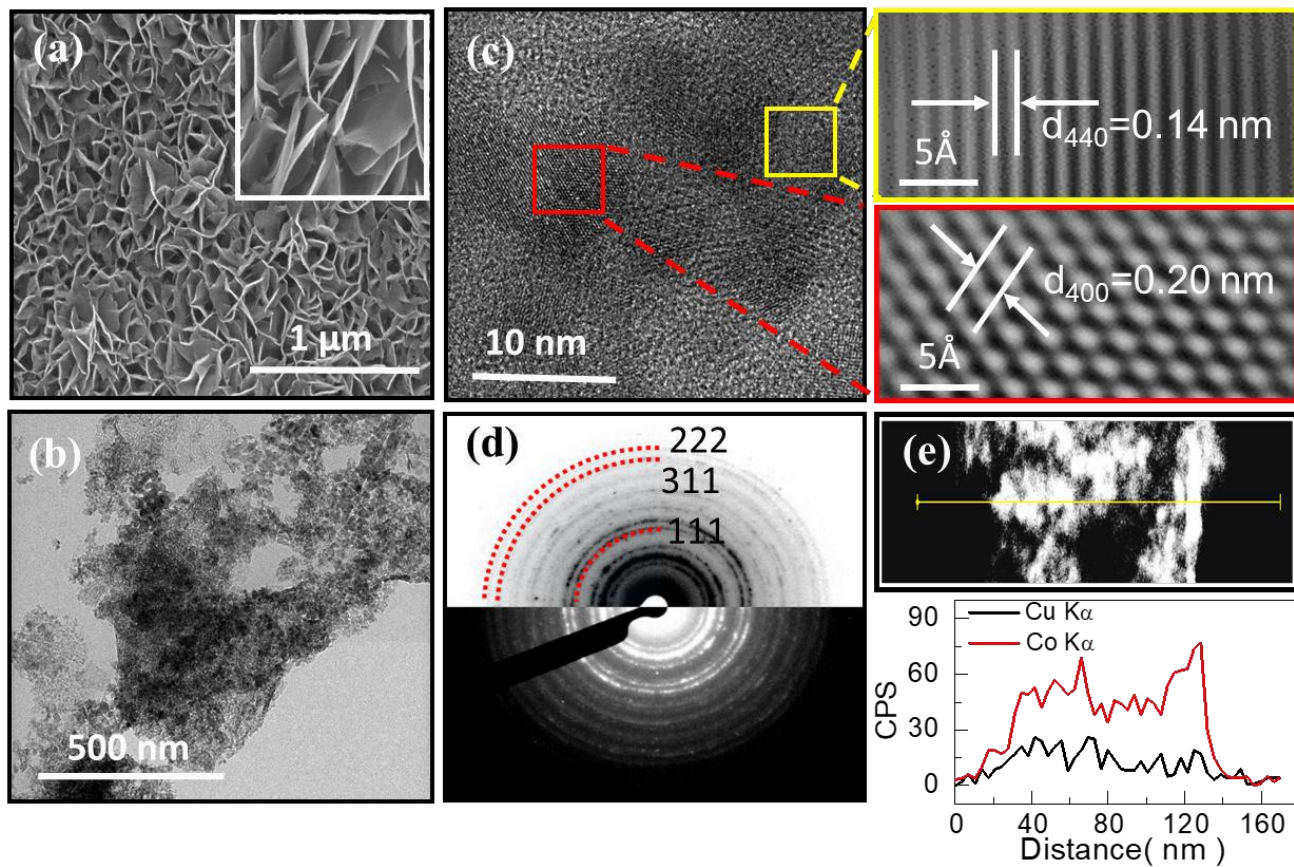 (a)
1 μm
(b)
500 nm
(c)
10 nm
d₄₄₀=0.14 nm
5Å
d₄₀₀=0.20 nm
5Å
(d)
222
311
111
(e)
90
60
30
0
CPS
Cu Kα
Co Kα
0 40 80 120 160
Distance( nm )